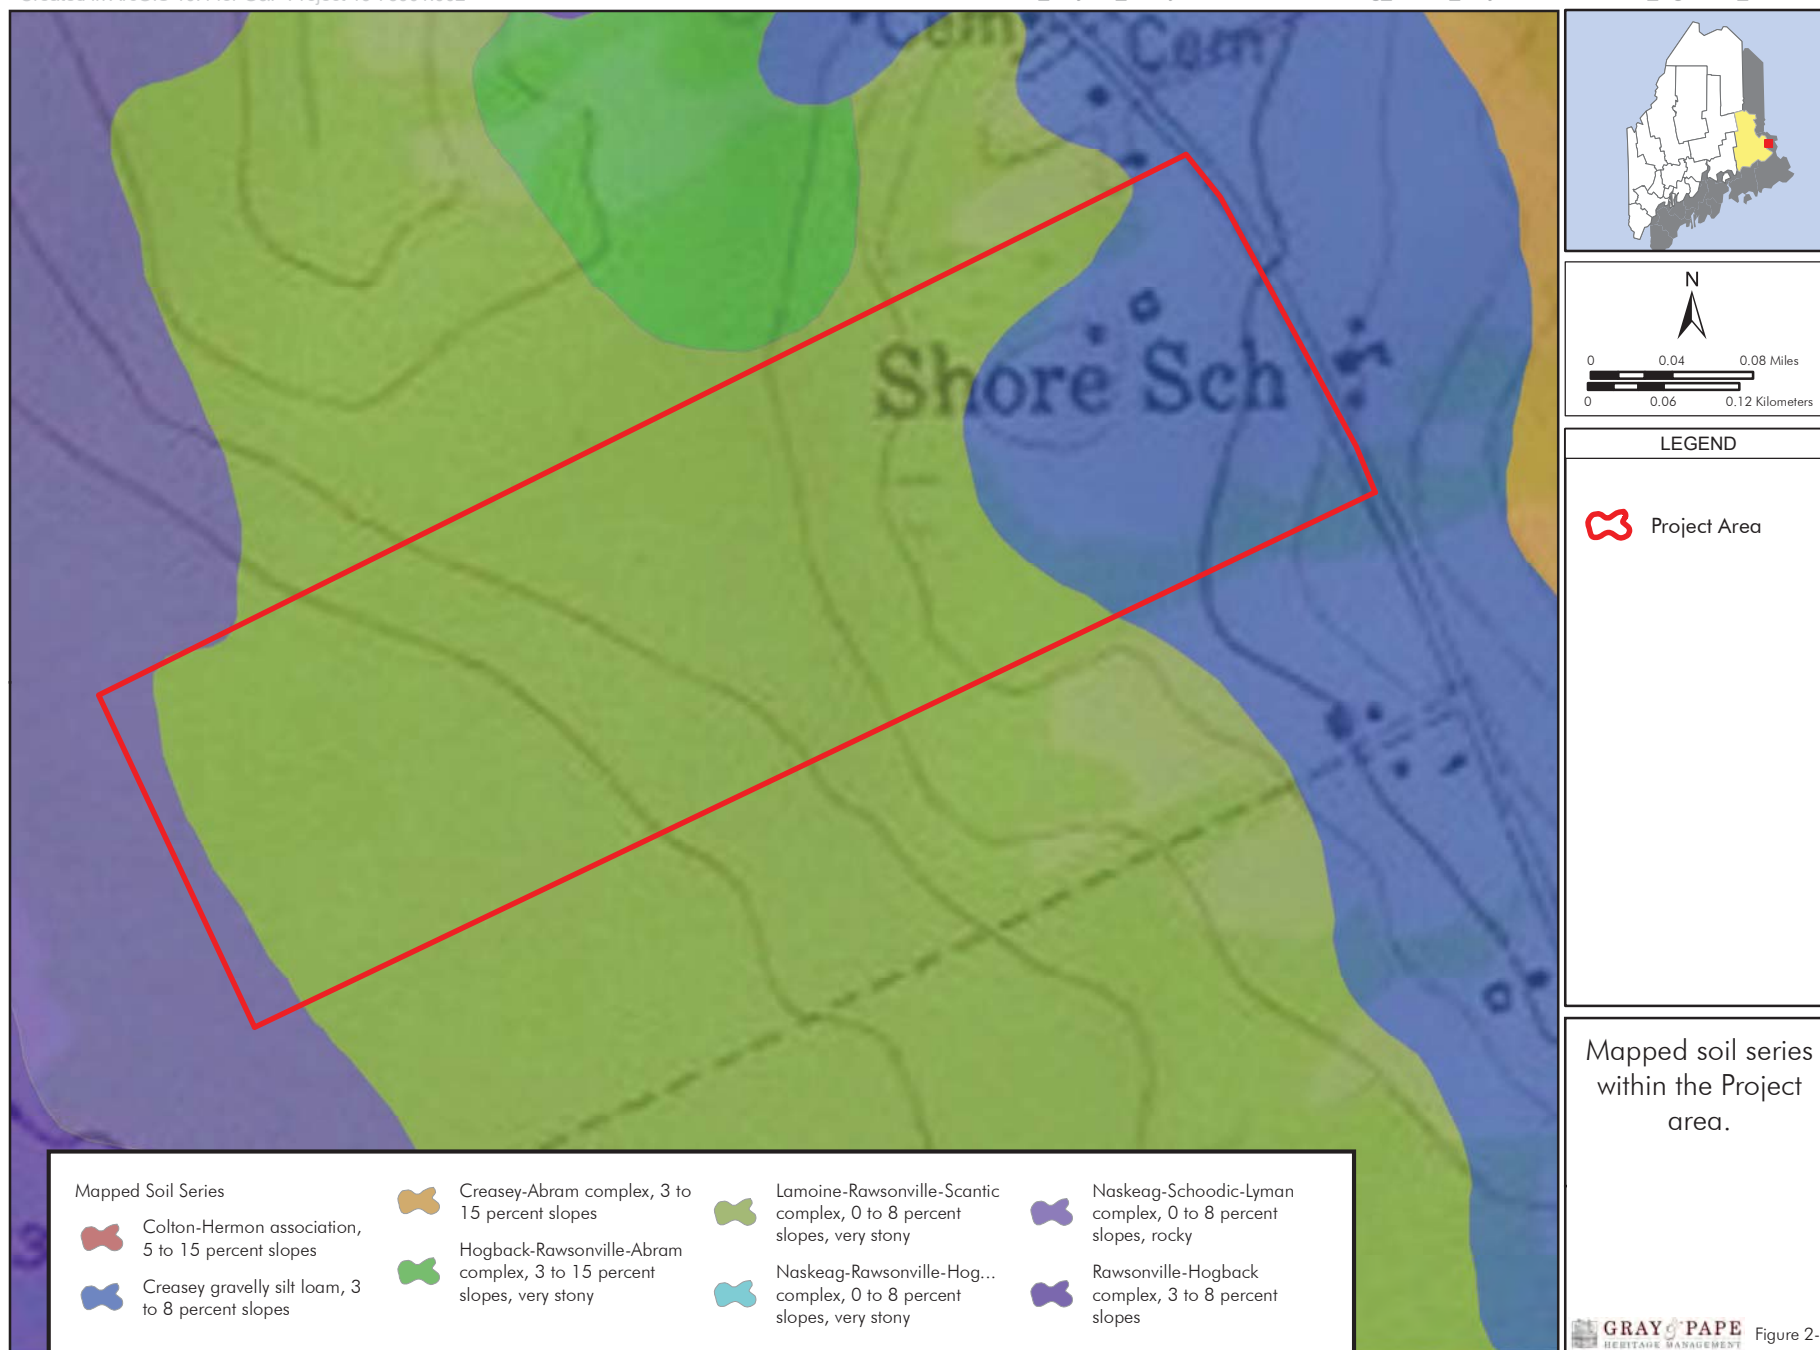 Cem
Cem
Shore Sch
N
0 0.04 0.08 Miles
0 0.06 0.12 Kilometers
LEGEND
Project Area
Mapped soil series
within the Project
area.
Mapped Soil Series
Colton-Hermon association,
5 to 15 percent slopes
Creasey gravelly silt loam, 3
to 8 percent slopes
Creasey-Abram complex, 3 to
15 percent slopes
Hogback-Rawsonville-Abram
complex, 3 to 15 percent
slopes, very stony
Lamoine-Rawsonville-Scantic
complex, 0 to 8 percent
slopes, very stony
Naskeag-Rawsonville-Hog...
complex, 0 to 8 percent
slopes, very stony
Naskeag-Schoodic-Lyman
complex, 0 to 8 percent
slopes, rocky
Rawsonville-Hogback
complex, 3 to 8 percent
slopes
GRAY & PAPE
HERITAGE MANAGEMENT
Figure 2-